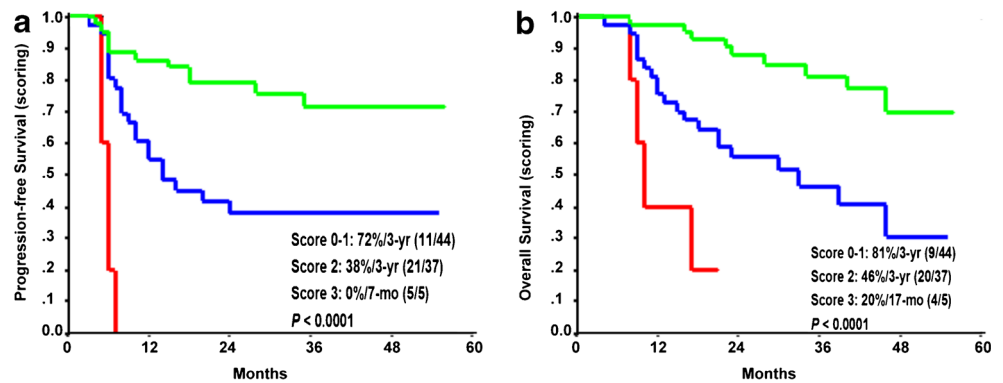 a
Progression-free Survival (scoring)
1.0
.9
.8
.7
.6
.5
.4
.3
.2
.1
0.0
0 12 24 36 48 60
Months
Score 0-1: 72%/3-yr (11/44)
Score 2: 38%/3-yr (21/37)
Score 3: 0%/7-mo (5/5)
P < 0.0001
b
Overall Survival (scoring)
1.0
.9
.8
.7
.6
.5
.4
.3
.2
.1
0.0
0 12 24 36 48 60
Months
Score 0-1: 81%/3-yr (9/44)
Score 2: 46%/3-yr (20/37)
Score 3: 20%/17-mo (4/5)
P < 0.0001